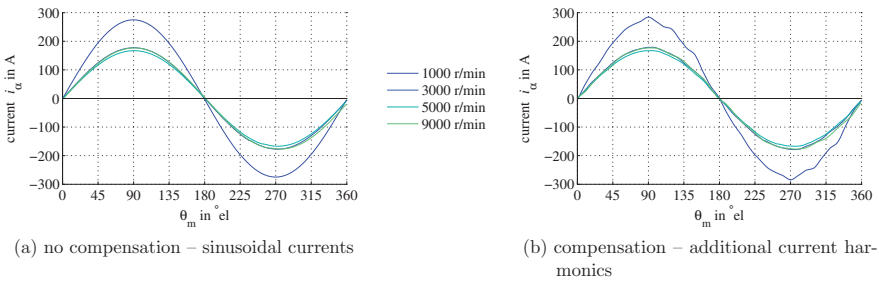 300
200
100
0
−100
−200
−300
current i_α in A
0 45 90 135 180 225 270 315 360
θ_m in °el
1000 r/min
3000 r/min
5000 r/min
9000 r/min
300
200
100
0
−100
−200
−300
current i_α in A
0 45 90 135 180 225 270 315 360
θ_m in °el
(a) no compensation – sinusoidal currents
(b) compensation – additional current har-
monics